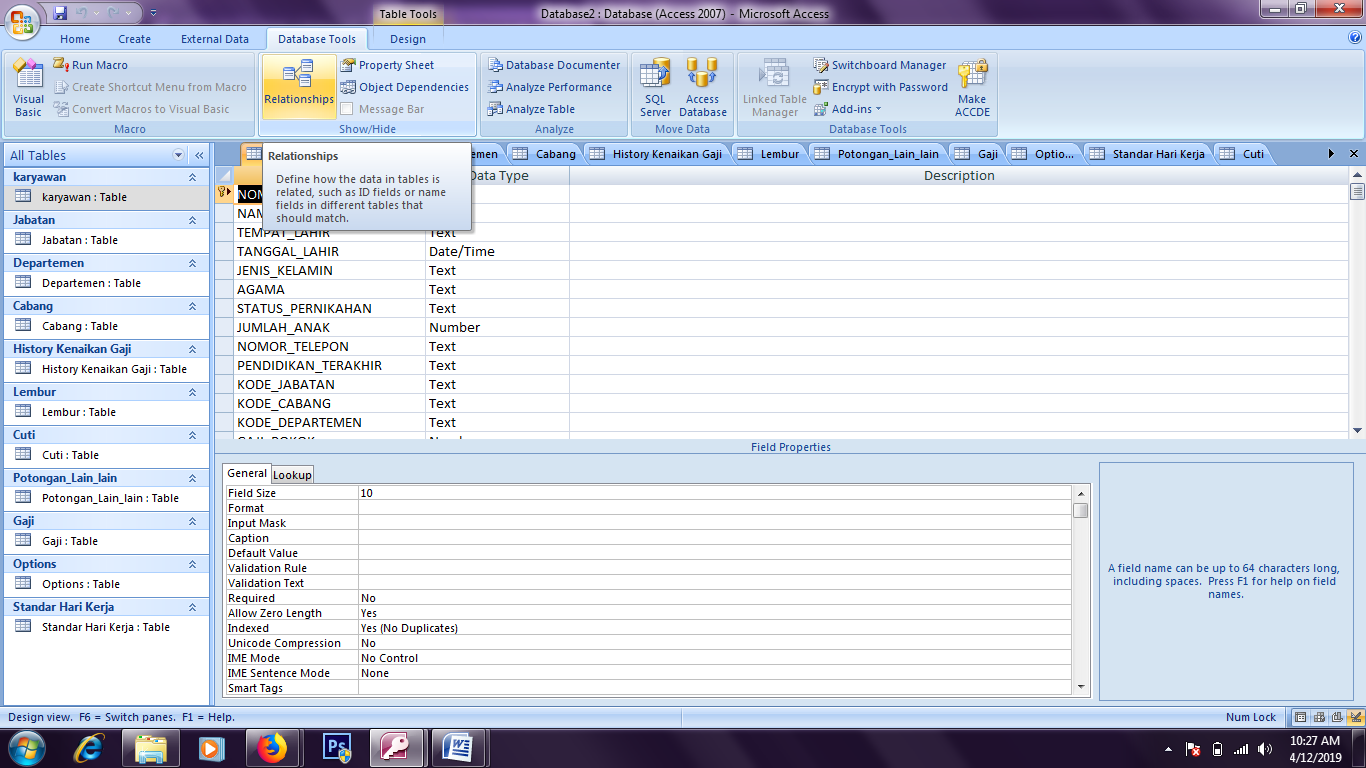 Table Tools
Database2 : Database (Access 2007) - Microsoft Access
Home
Create
External Data
Database Tools
Design
Visual Basic
Run Macro
Create Shortcut Menu from Macro
Convert Macros to Visual Basic
Macro
Relationships
Property Sheet
Object Dependencies
Message Bar
Show/Hide
Database Documenter
Analyze Performance
Analyze Table
Analyze
SQL Server
Access Database
Move Data
Linked Table Manager
Switchboard Manager
Encrypt with Password
Add-ins
Make ACCDE
Database Tools
All Tables
karyawan
karyawan : Table
Jabatan
Jabatan : Table
Departemen
Departemen : Table
Cabang
Cabang : Table
History Kenaikan Gaji
History Kenaikan Gaji : Table
Lembur
Lembur : Table
Cuti
Cuti : Table
Potongan_Lain_lain
Potongan_Lain_lain : Table
Gaji
Gaji : Table
Options
Options : Table
Standar Hari Kerja
Standar Hari Kerja : Table
Relationships
Define how the data in tables is
related, such as ID fields or name
fields in different tables that
should match.
Cabang
History Kenaikan Gaji
Lembur
Potongan_Lain_lain
Gaji
Optio...
Standar Hari Kerja
Cuti
Data Type
Description
TEMPAT_LAHIR Text
TANGGAL_LAHIR Date/Time
JENIS_KELAMIN Text
AGAMA Text
STATUS_PERNIKAHAN Text
JUMLAH_ANAK Number
NOMOR_TELEPON Text
PENDIDIKAN_TERAKHIR Text
KODE_JABATAN Text
KODE_CABANG Text
KODE_DEPARTEMEN Text
Field Properties
General
Lookup
Field Size 10
Format
Input Mask
Caption
Default Value
Validation Rule
Validation Text
Required No
Allow Zero Length Yes
Indexed Yes (No Duplicates)
Unicode Compression No
IME Mode No Control
IME Sentence Mode None
Smart Tags
A field name can be up to 64 characters long,
including spaces. Press F1 for help on field
names.
Design view. F6 = Switch panes. F1 = Help.
Num Lock
10:27 AM
4/12/2019